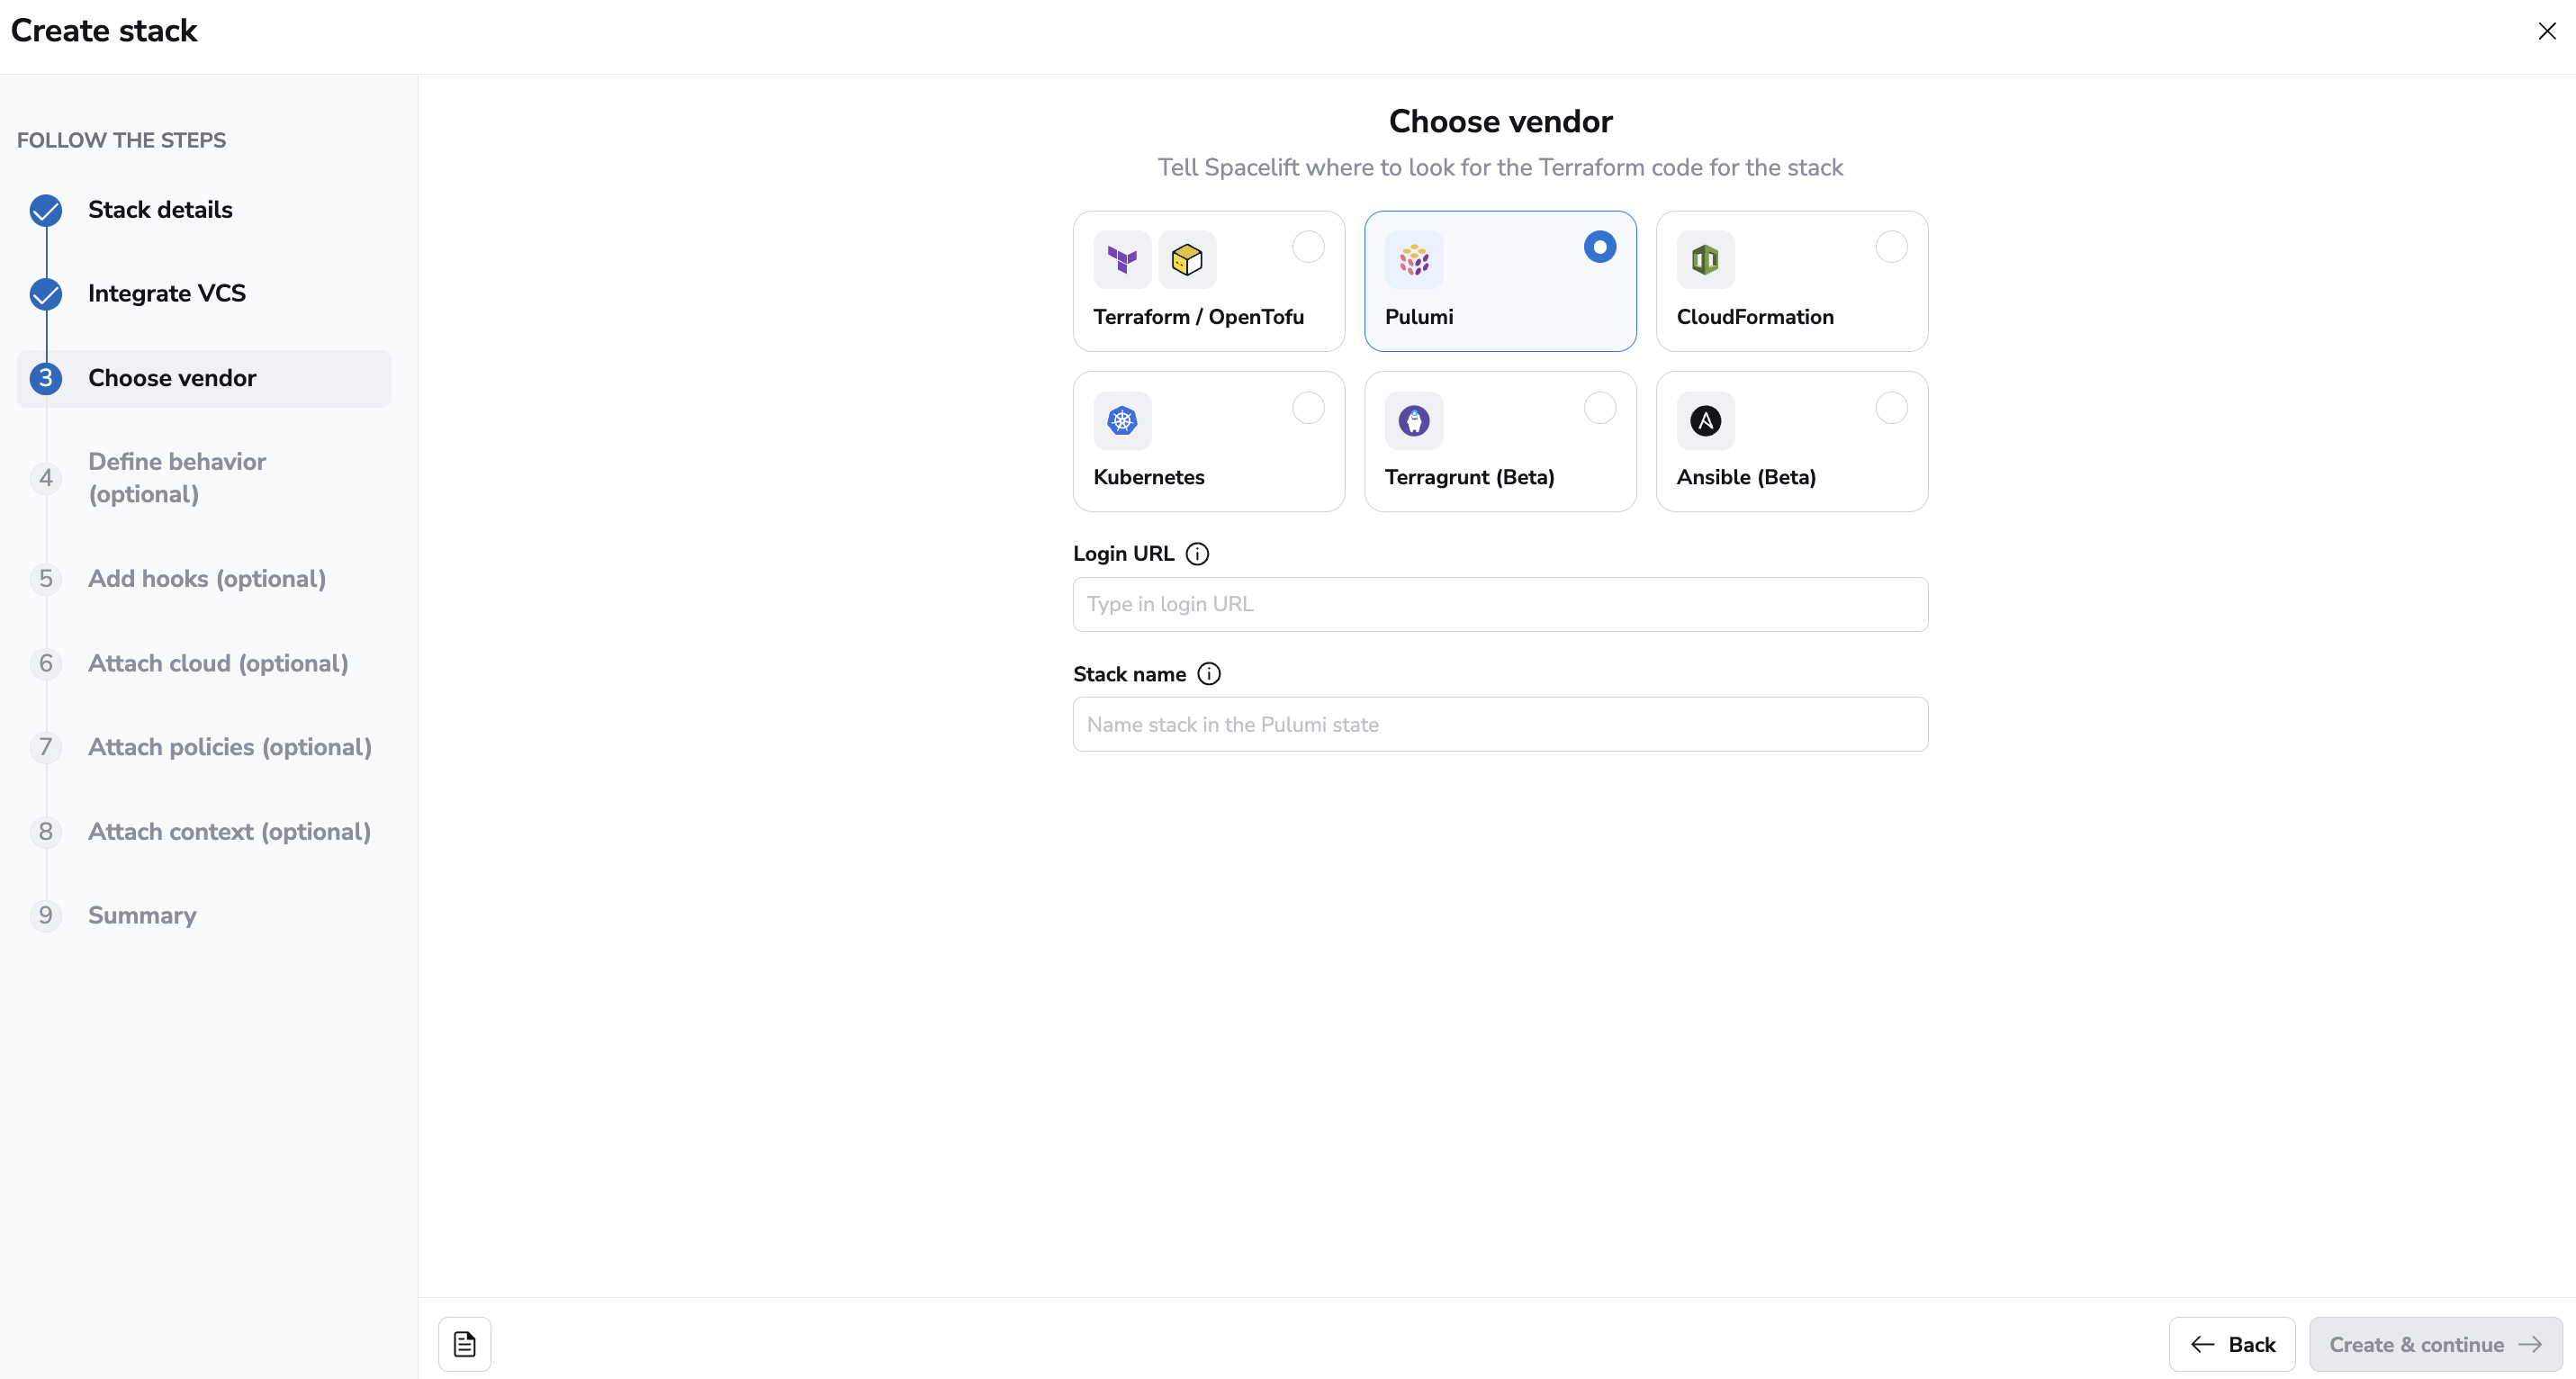 Create stack
FOLLOW THE STEPS
Stack details
Integrate VCS
3 Choose vendor
4 Define behavior
(optional)
5 Add hooks (optional)
6 Attach cloud (optional)
7 Attach policies (optional)
8 Attach context (optional)
9 Summary
Choose vendor
Tell Spacelift where to look for the Terraform code for the stack
Terraform / OpenTofu
Pulumi
CloudFormation
Kubernetes
Terragrunt (Beta)
Ansible (Beta)
Login URL
Type in login URL
Stack name
Name stack in the Pulumi state
Back
Create & continue